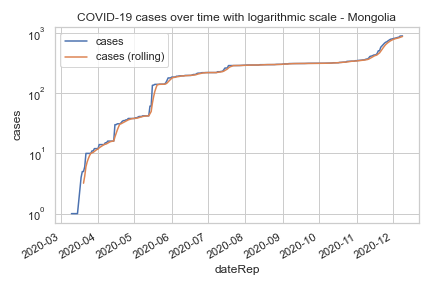 COVID-19 cases over time with logarithmic scale - Mongolia
cases
cases (rolling)
10³
10²
10¹
10⁰
cases
2020-03
2020-04
2020-05
2020-06
2020-07
2020-08
2020-09
2020-10
2020-11
2020-12
dateRep